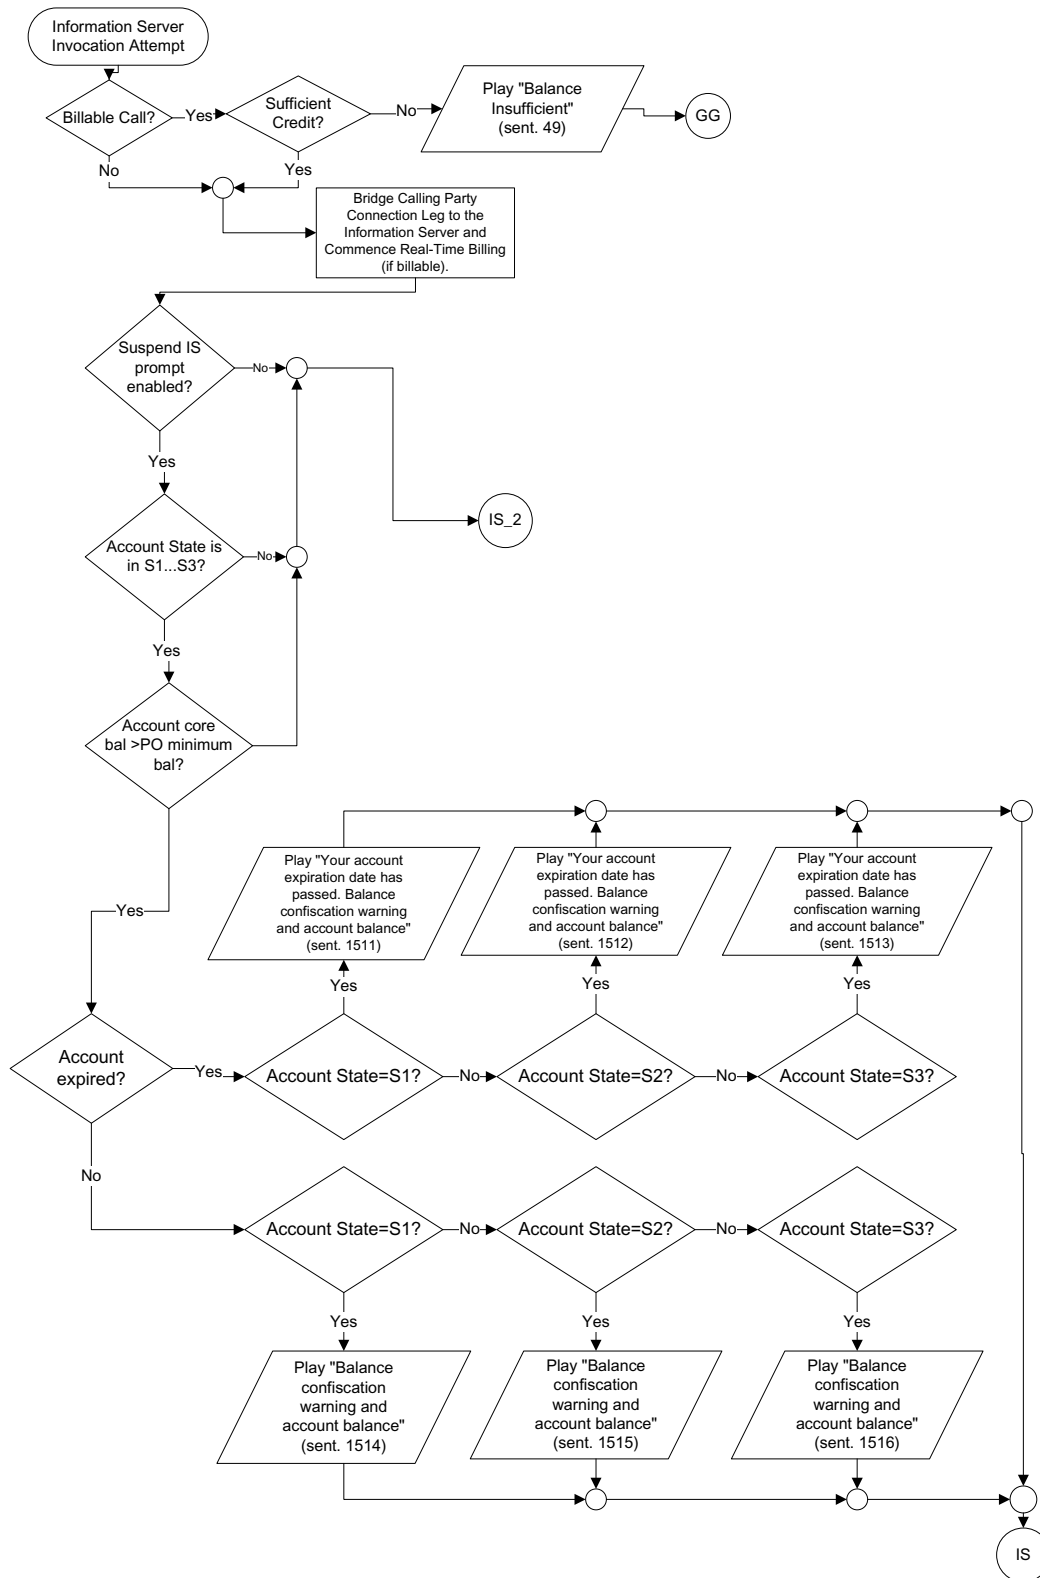 Information Server
Invocation Attempt
Billable Call?
Yes
Sufficient
Credit?
No
Play "Balance
Insufficient"
(sent. 49)
GG
No
Yes
Bridge Calling Party
Connection Leg to the
Information Server and
Commence Real-Time Billing
(if billable).
Suspend IS
prompt
enabled?
No
Yes
IS_2
Account State is
in S1...S3?
No
Yes
Account core
bal >PO minimum
bal?
Yes
Play "Your account
expiration date has
passed. Balance
confiscation warning
and account balance"
(sent. 1511)
Play "Your account
expiration date has
passed. Balance
confiscation warning
and account balance"
(sent. 1512)
Play "Your account
expiration date has
passed. Balance
confiscation warning
and account balance"
(sent. 1513)
Yes
Yes
Yes
Account
expired?
Yes
Account State=S1?
No
Account State=S2?
No
Account State=S3?
No
Account State=S1?
No
Account State=S2?
No
Account State=S3?
Yes
Yes
Yes
Play "Balance
confiscation
warning and
account balance"
(sent. 1514)
Play "Balance
confiscation
warning and
account balance"
(sent. 1515)
Play "Balance
confiscation
warning and
account balance"
(sent. 1516)
IS